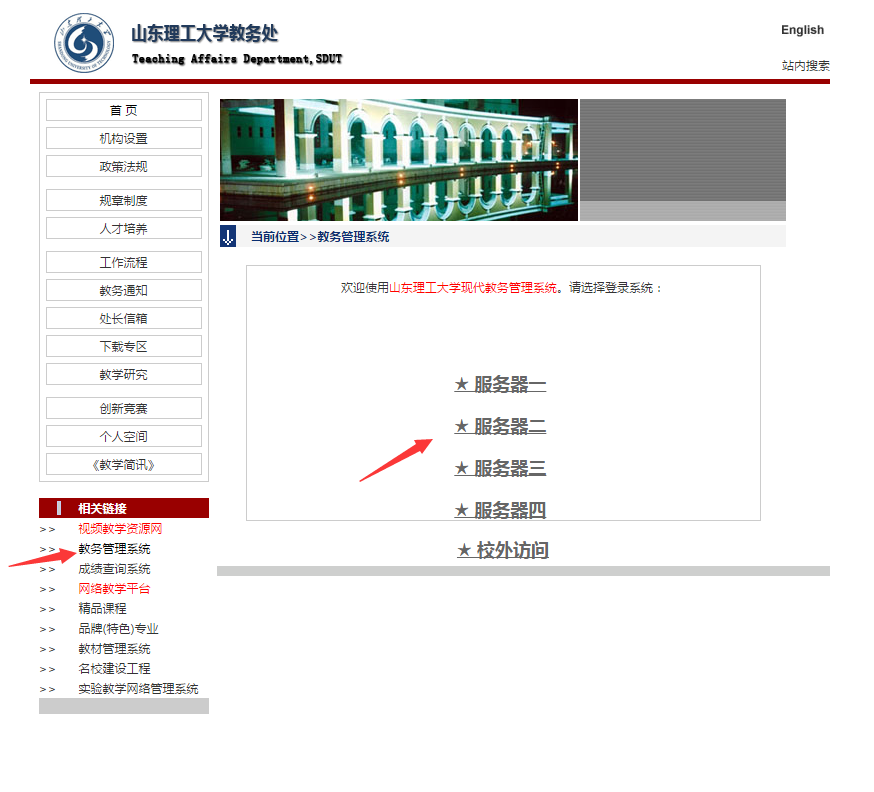 山东理工大学教务处
Teaching Affairs Department,SDUT
English
站内搜索
首 页
机构设置
政策法规
规章制度
人才培养
工作流程
教务通知
处长信箱
下载专区
教学研究
创新竞赛
个人空间
《教学简讯》
相关链接
>> 视频教学资源网
>> 教务管理系统
>> 成绩查询系统
>> 网络教学平台
>> 精品课程
>> 品牌(特色)专业
>> 教材管理系统
>> 名校建设工程
>> 实验教学网络管理系统
当前位置>>教务管理系统
欢迎使用山东理工大学现代教务管理系统。请选择登录系统：
★ 服务器一
★ 服务器二
★ 服务器三
★ 服务器四
★ 校外访问